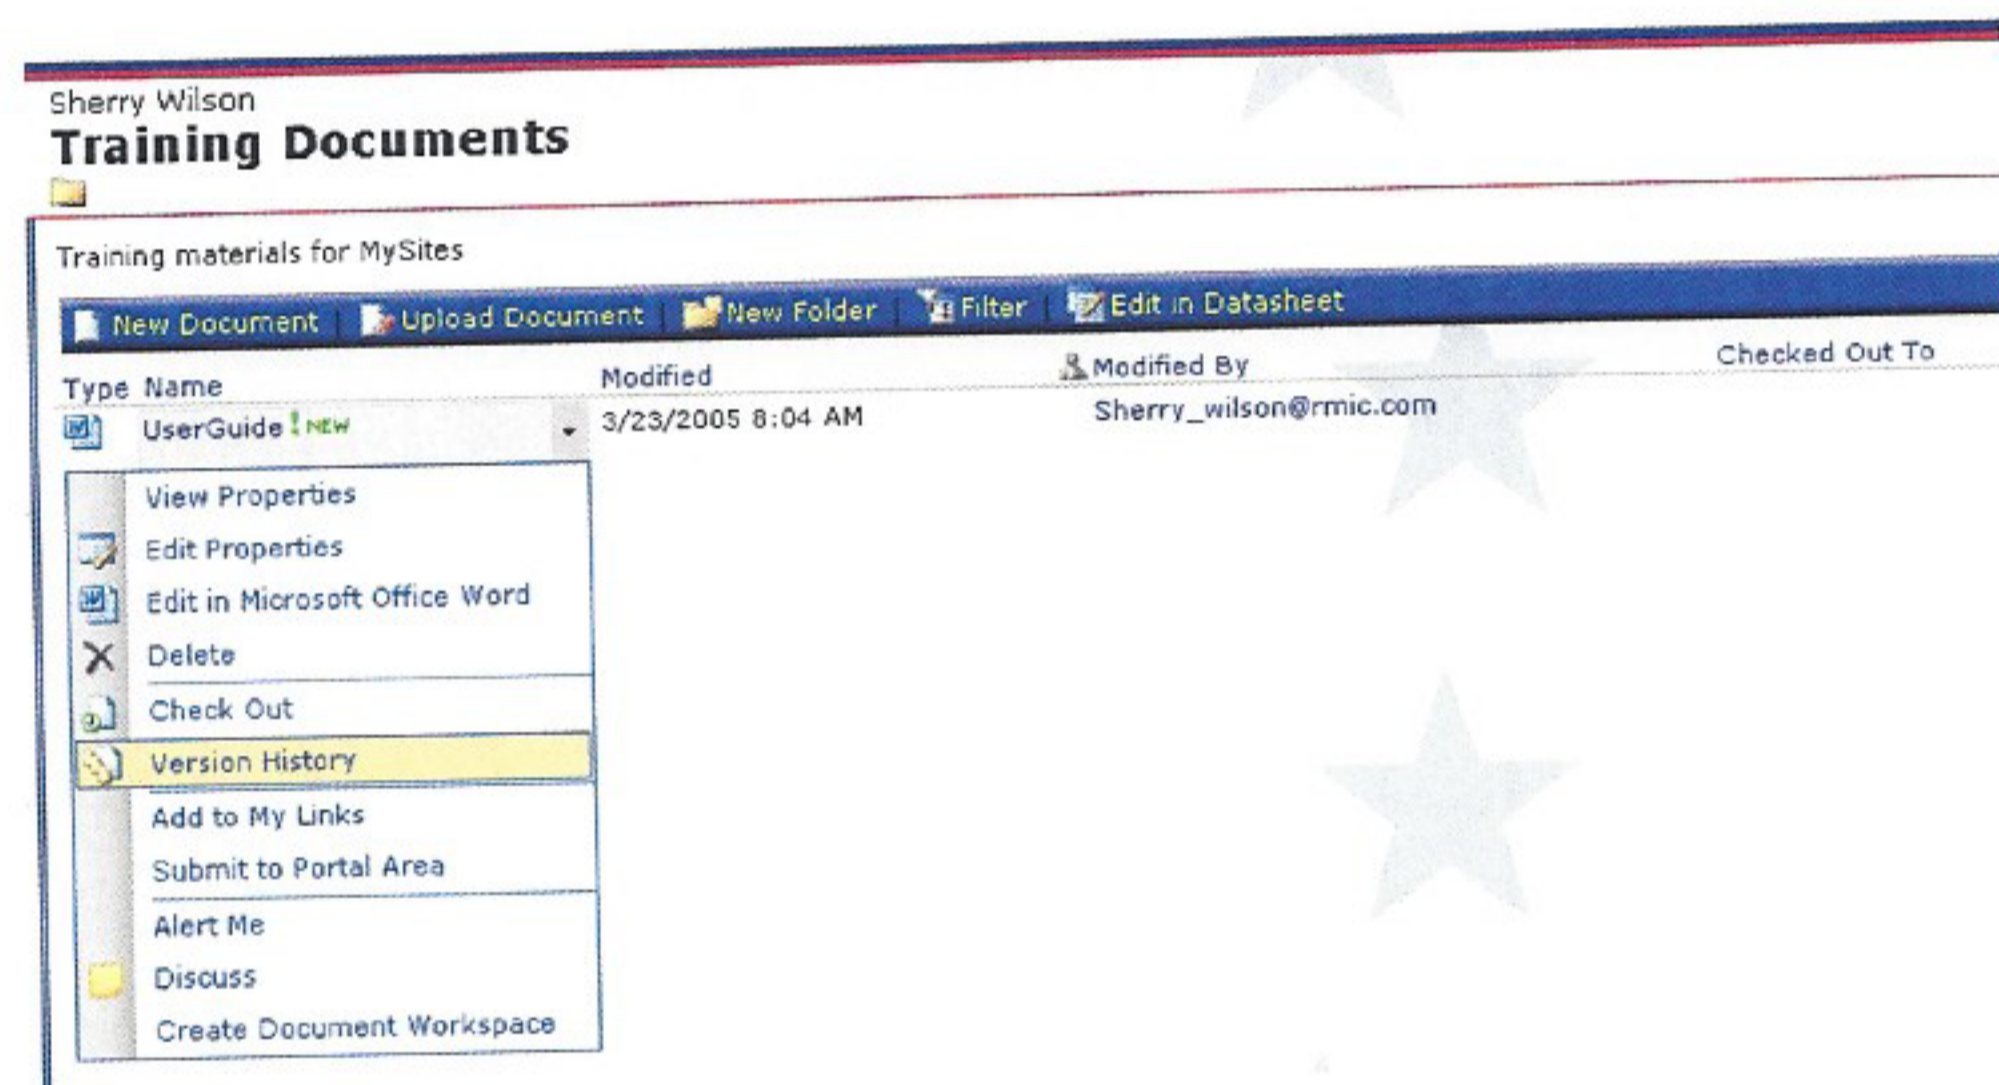 Sherry Wilson
Training Documents
Training materials for MySites
New Document | Upload Document | New Folder | Filter | Edit in Datasheet
Type Name Modified Modified By Checked Out To
UserGuide ! NEW 3/23/2005 8:04 AM Sherry_wilson@rmic.com
View Properties
Edit Properties
Edit in Microsoft Office Word
Delete
Check Out
Version History
Add to My Links
Submit to Portal Area
Alert Me
Discuss
Create Document Workspace